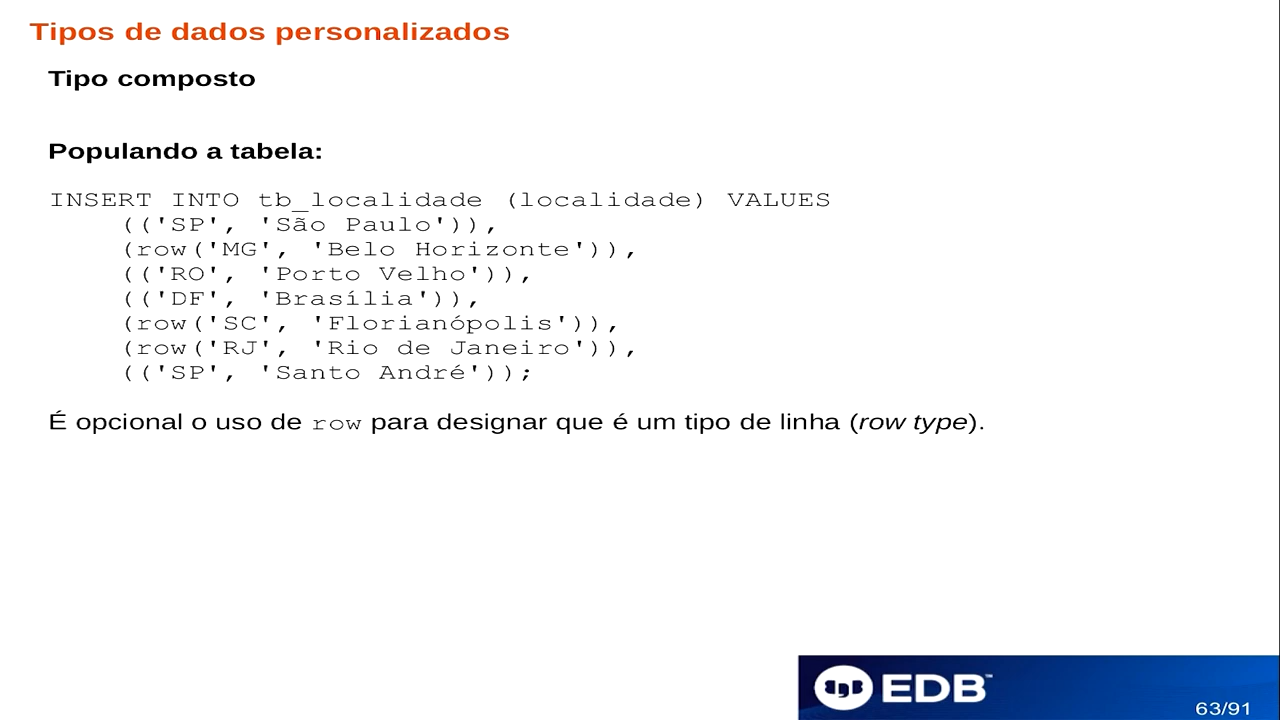 Tipos de dados personalizados
Tipo composto
Populando a tabela:
INSERT INTO tb_localidade (localidade) VALUES
    (('SP', 'São Paulo')),
    (row('MG', 'Belo Horizonte')),
    (('RO', 'Porto Velho')),
    (('DF', 'Brasília')),
    (row('SC', 'Florianópolis')),
    (row('RJ', 'Rio de Janeiro')),
    (('SP', 'Santo André'));
É opcional o uso de row para designar que é um tipo de linha (row type).
EDB™
63/91